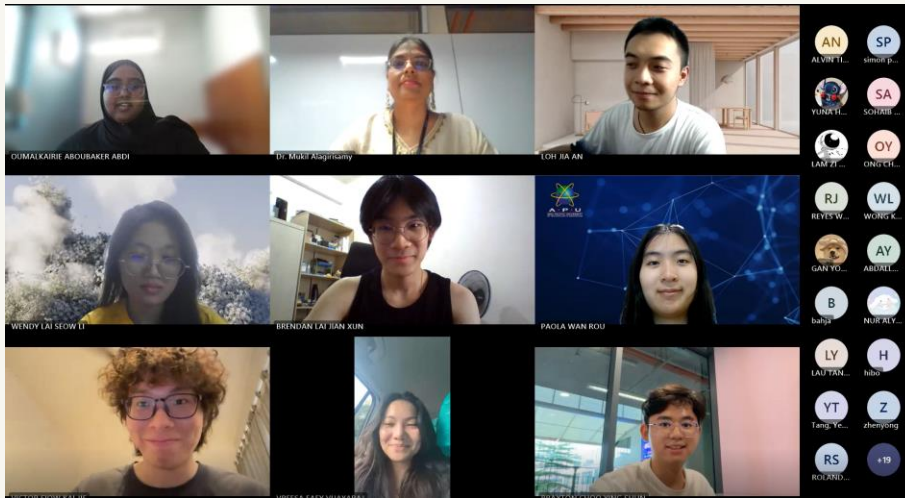 OUMALKAIRIE ABOUBAKER ABDI
Dr. Mukil Alagirisamy
LOH JIA AN
WENDY LAI SEOW LI
BRENDAN LAI JIAN XUN
A · P · U
PAOLA WAN ROU
AN
ALVIN TI...
SP
simon p...
YUNA H...
SA
SOHAIB ...
LAM ZI ...
OY
ONG CH...
RJ
REYES W...
WL
WONG K...
GAN YO...
AY
ABDALL...
B
bahja
NUR ALY...
LY
LAU TAN...
H
hibo
YT
Tang, Ye...
Z
zhenyong
RS
ROLAND...
+19